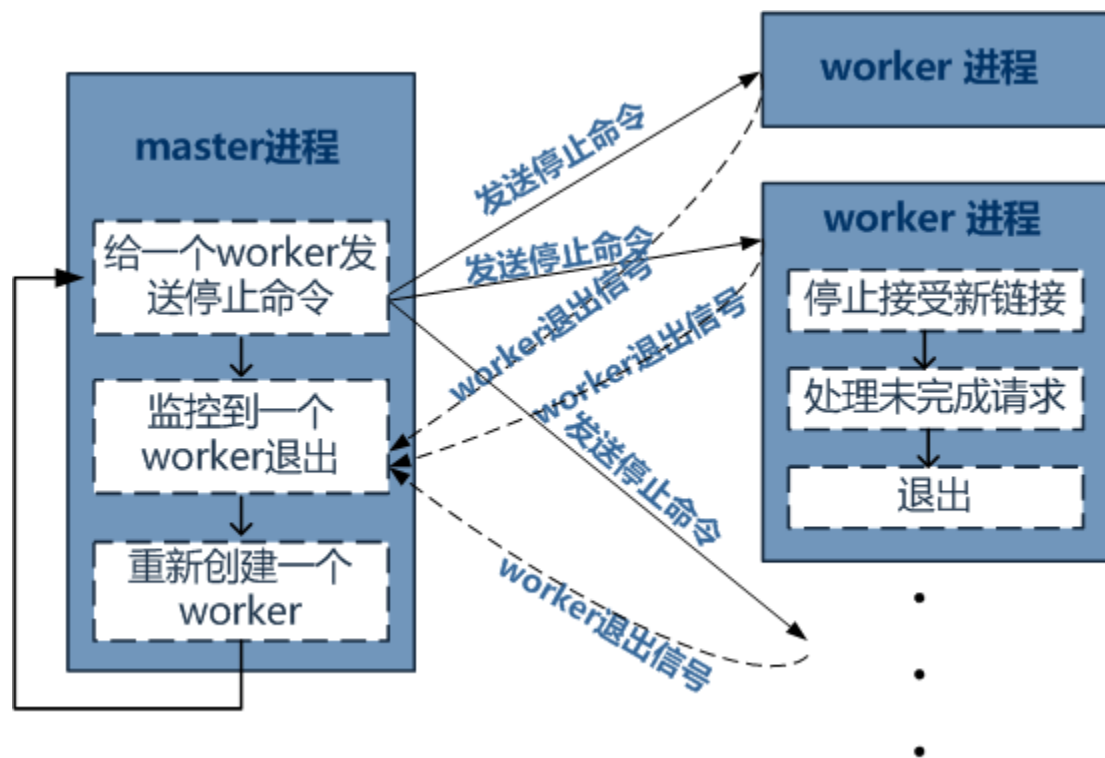 master进程
给一个worker发
送停止命令
监控到一个
worker退出
重新创建一个
worker
发送停止命令
发送停止命令
worker退出信号
worker退出信号
发送停止命令
worker退出信号
worker 进程
worker 进程
停止接受新链接
处理未完成请求
退出